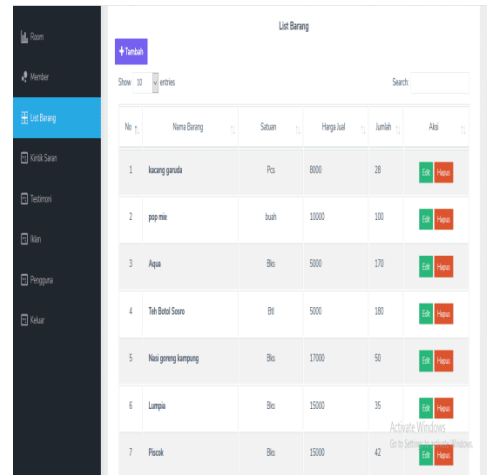 List Barang
Room
+ Tambah
Member
Show 10 entries Search:
List Barang
No Nama Barang Satuan Harga Jual Jumlah Aksi
Kiritik Saran
1 kacang garuda Pcs 8000 28 Edit Hapus
Testimoni
2 pop mie buah 10000 100 Edit Hapus
Iklan
3 Aqua Bks 5000 170 Edit Hapus
Pengguna
4 Teh Botol Sosro Btl 5000 180 Edit Hapus
Keluar
5 Nasi goreng kampung Bks 17000 50 Edit Hapus
6 Lumpia Bks 15000 35 Edit Hapus
Activate Windows
Go to Settings to activate Windows.
7 Piscok Bks 15000 42 Edit Hapus